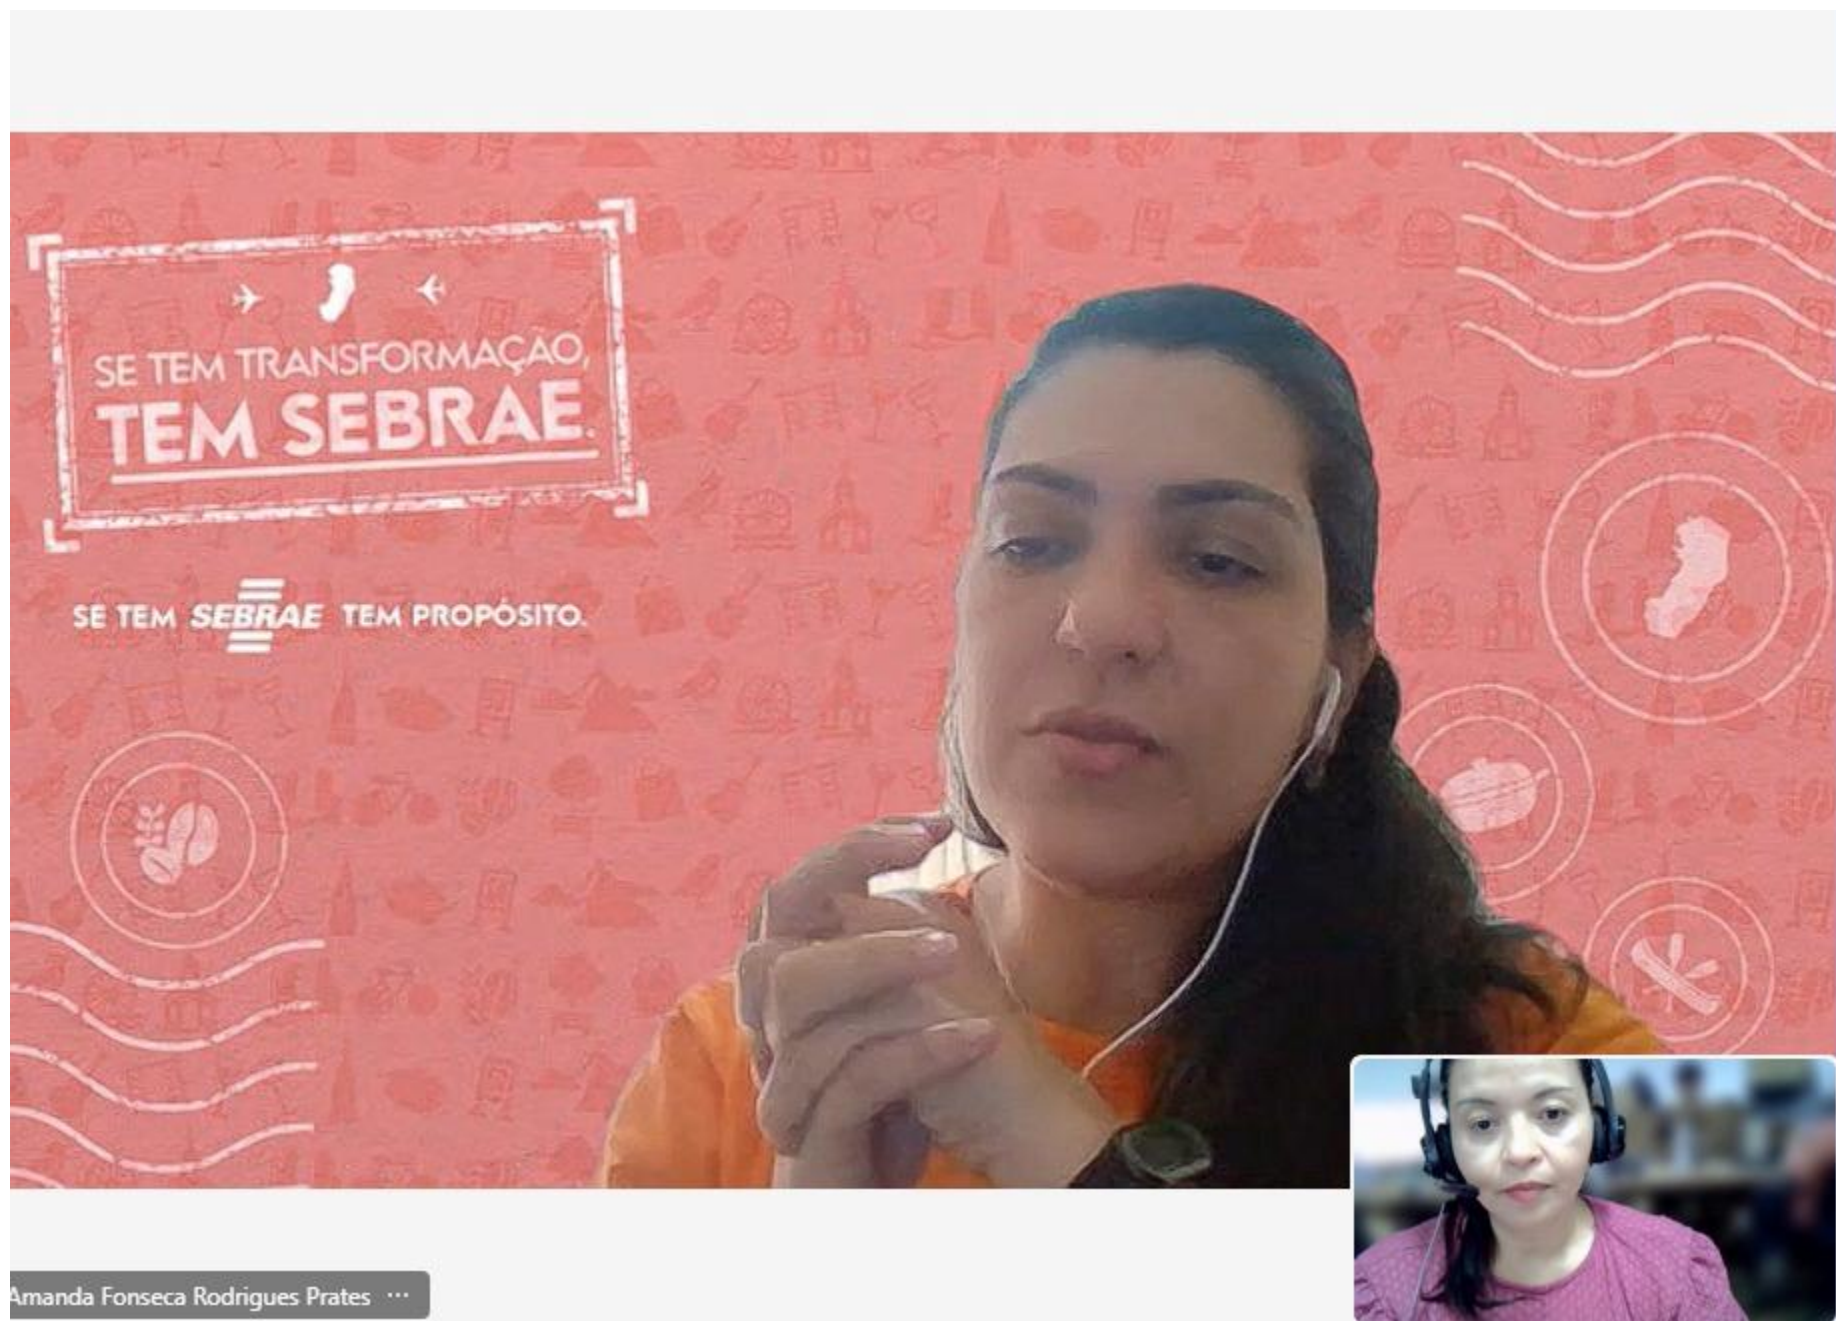 SE TEM TRANSFORMAÇÃO,
TEM SEBRAE.
SE TEM SEBRAE TEM PROPÓSITO.
Amanda Fonseca Rodrigues Prates ...